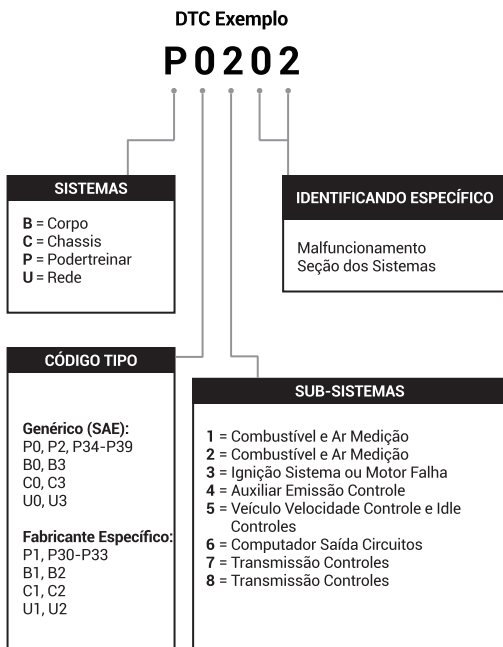 DTC Exemplo
P0202
SISTEMAS
B = Corpo
C = Chassis
P = Podertreinar
U = Rede
IDENTIFICANDO ESPECÍFICO
Malfuncionamento
Seção dos Sistemas
CÓDIGO TIPO
Genérico (SAE):
P0, P2, P34-P39
B0, B3
C0, C3
U0, U3
Fabricante Específico:
P1, P30-P33
B1, B2
C1, C2
U1, U2
SUB-SISTEMAS
1 = Combustível e Ar Medição
2 = Combustível e Ar Medição
3 = Ignição Sistema ou Motor Falha
4 = Auxiliar Emissão Controle
5 = Veículo Velocidade Controle e Idle
Controles
6 = Computador Saída Circuitos
7 = Transmissão Controles
8 = Transmissão Controles